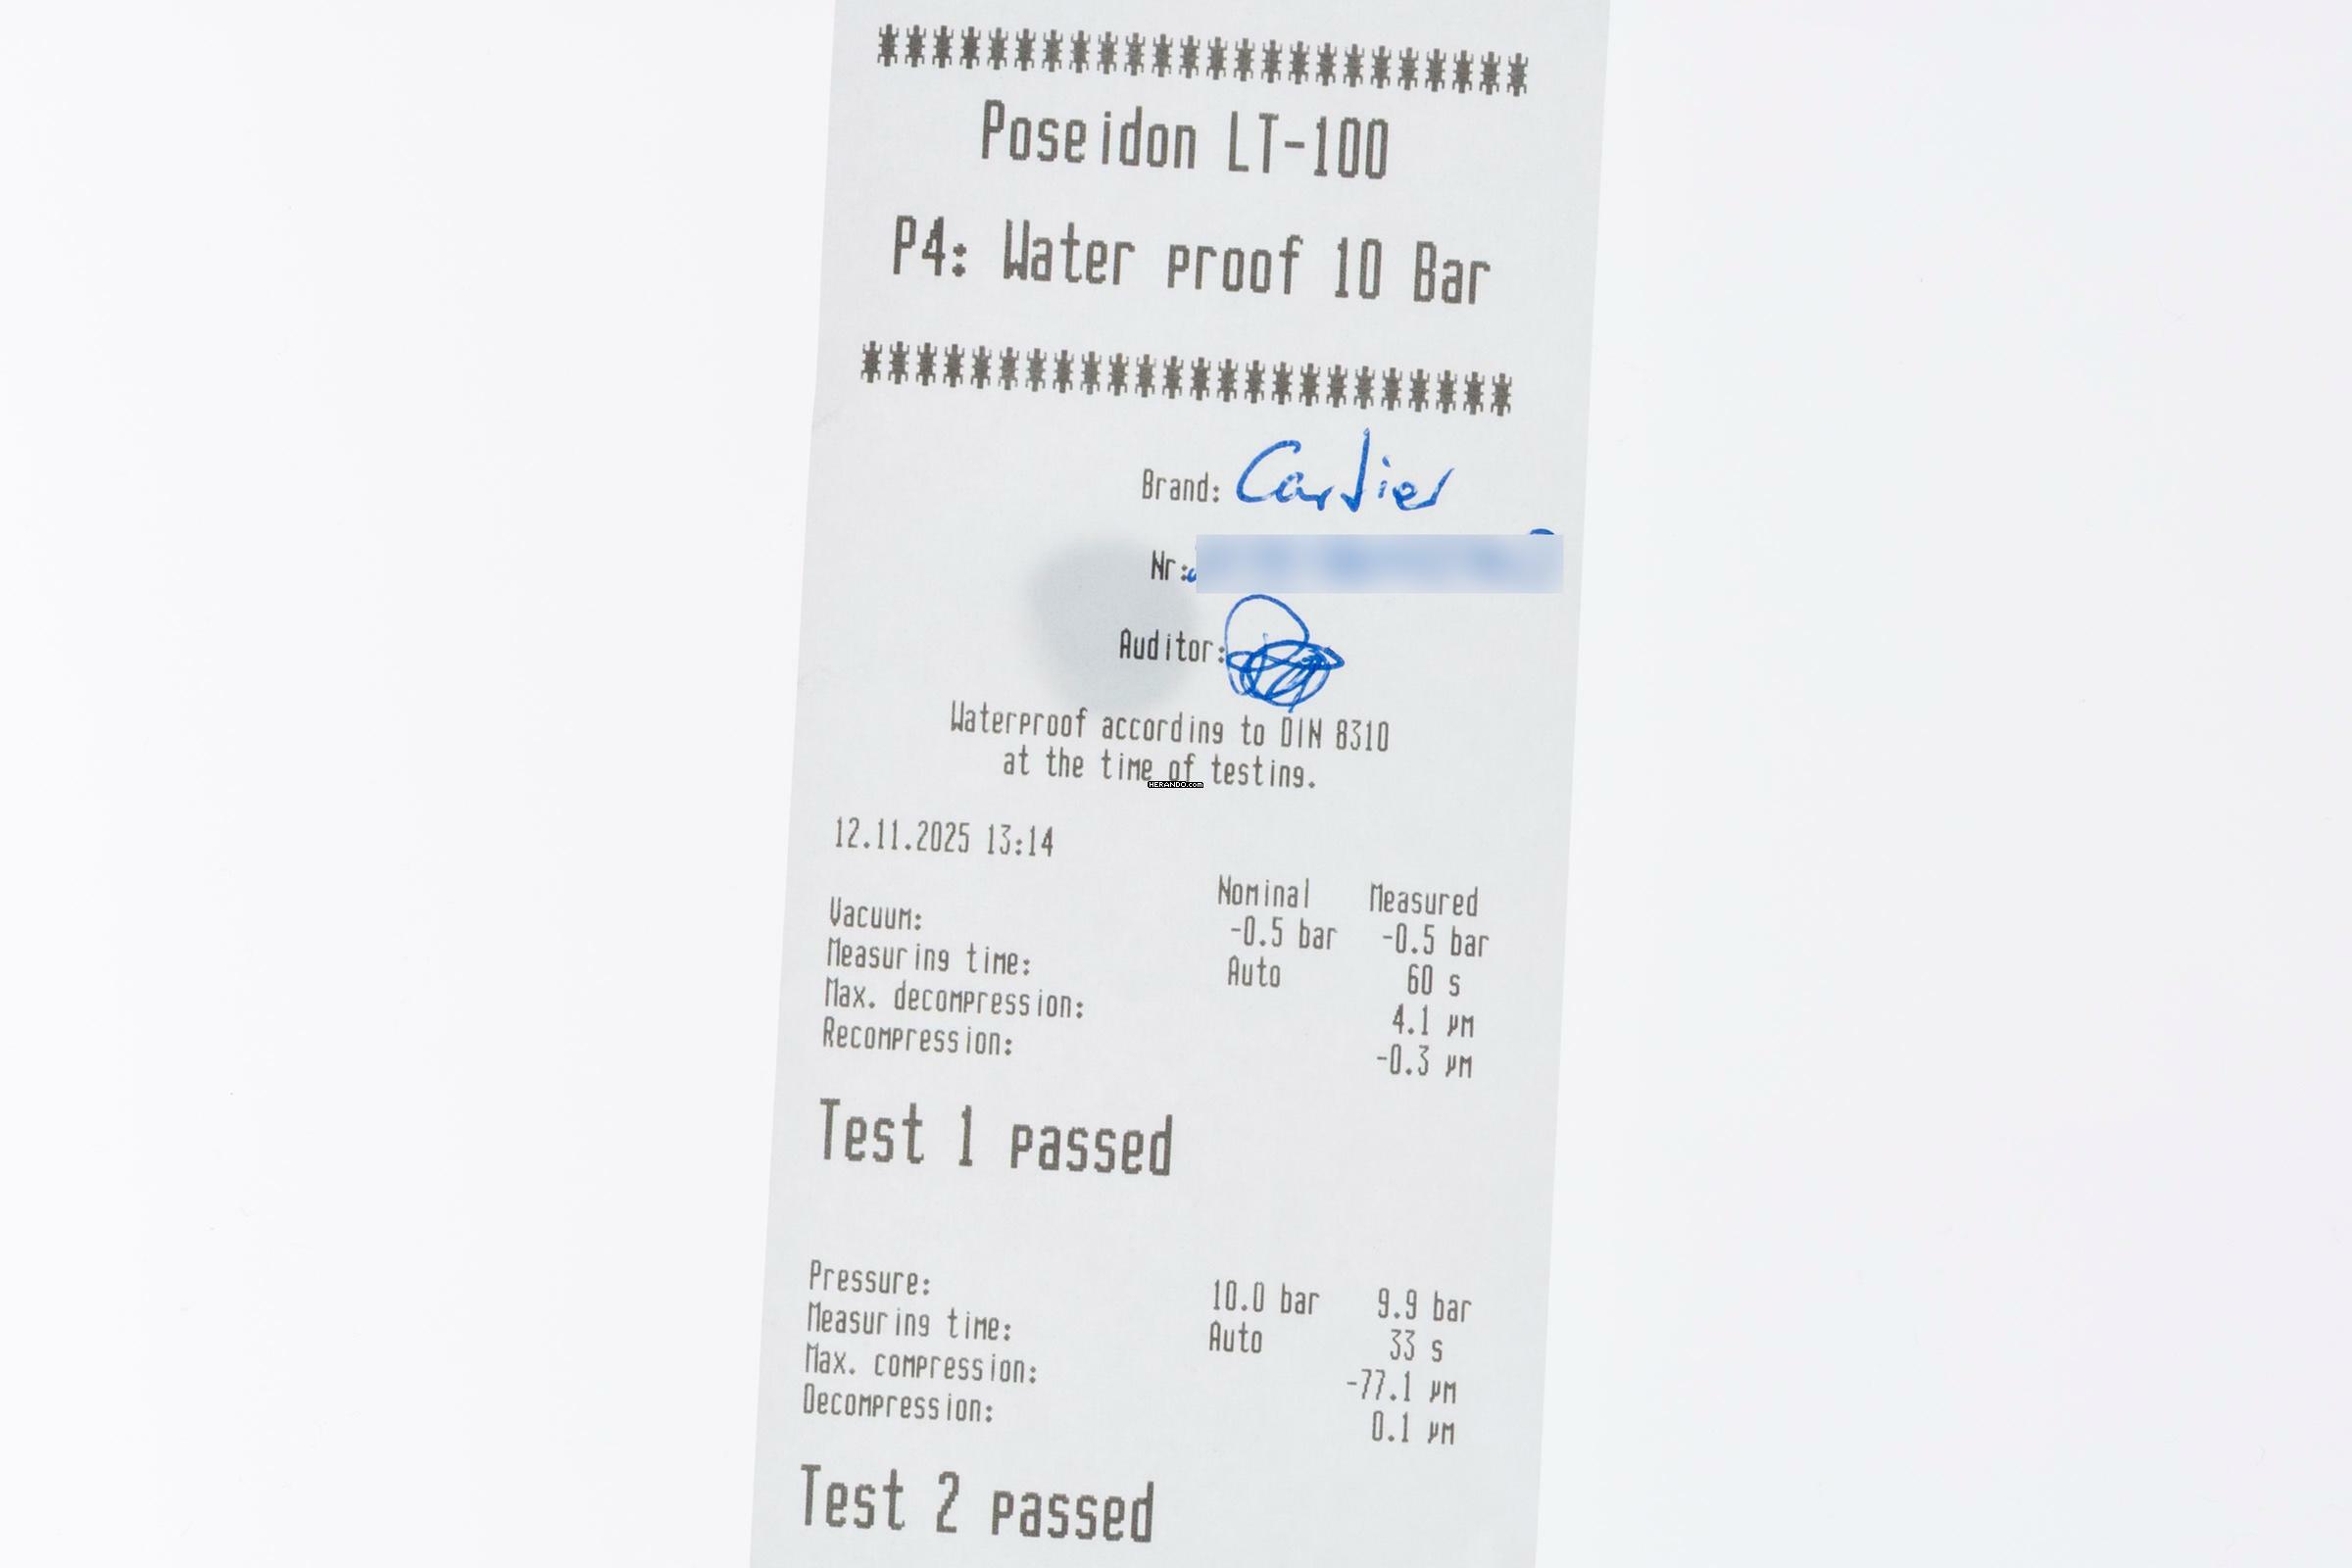 ************************
Poseidon LT-100
P4: Water proof 10 Bar
************************
Brand: Cartier
Nr:
Auditor:
Waterproof according to DIN 8310
at the time of testing.
HERANDO.com
12.11.2025 13:14
Nominal Measured
Vacuum: -0.5 bar -0.5 bar
Measuring time: Auto 60 s
Max. decompression: 4.1 µm
Recompression: -0.3 µm
Test 1 passed
Pressure: 10.0 bar 9.9 bar
Measuring time: Auto 33 s
Max. compression: -77.1 µm
Decompression: 0.1 µm
Test 2 passed